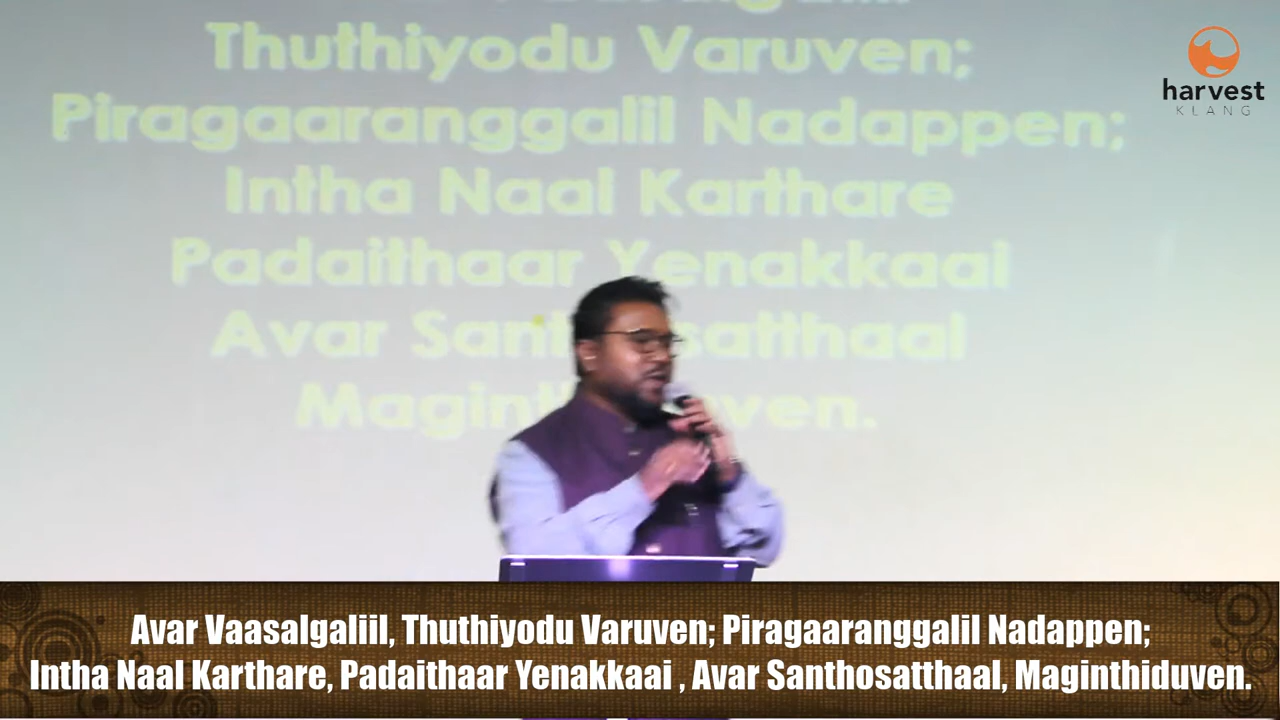 Thuthiyodu Varuven;
Piragaaranggalil Nadappen;
Intha Naal Karthare
Padaithaar Yenakkaai
Avar
harvest
KLANG
Avar Vaasalgaliil, Thuthiyodu Varuven; Piragaaranggalil Nadappen;
Intha Naal Karthare, Padaithaar Yenakkaai , Avar Santhosatthaal, Maginthiduven.